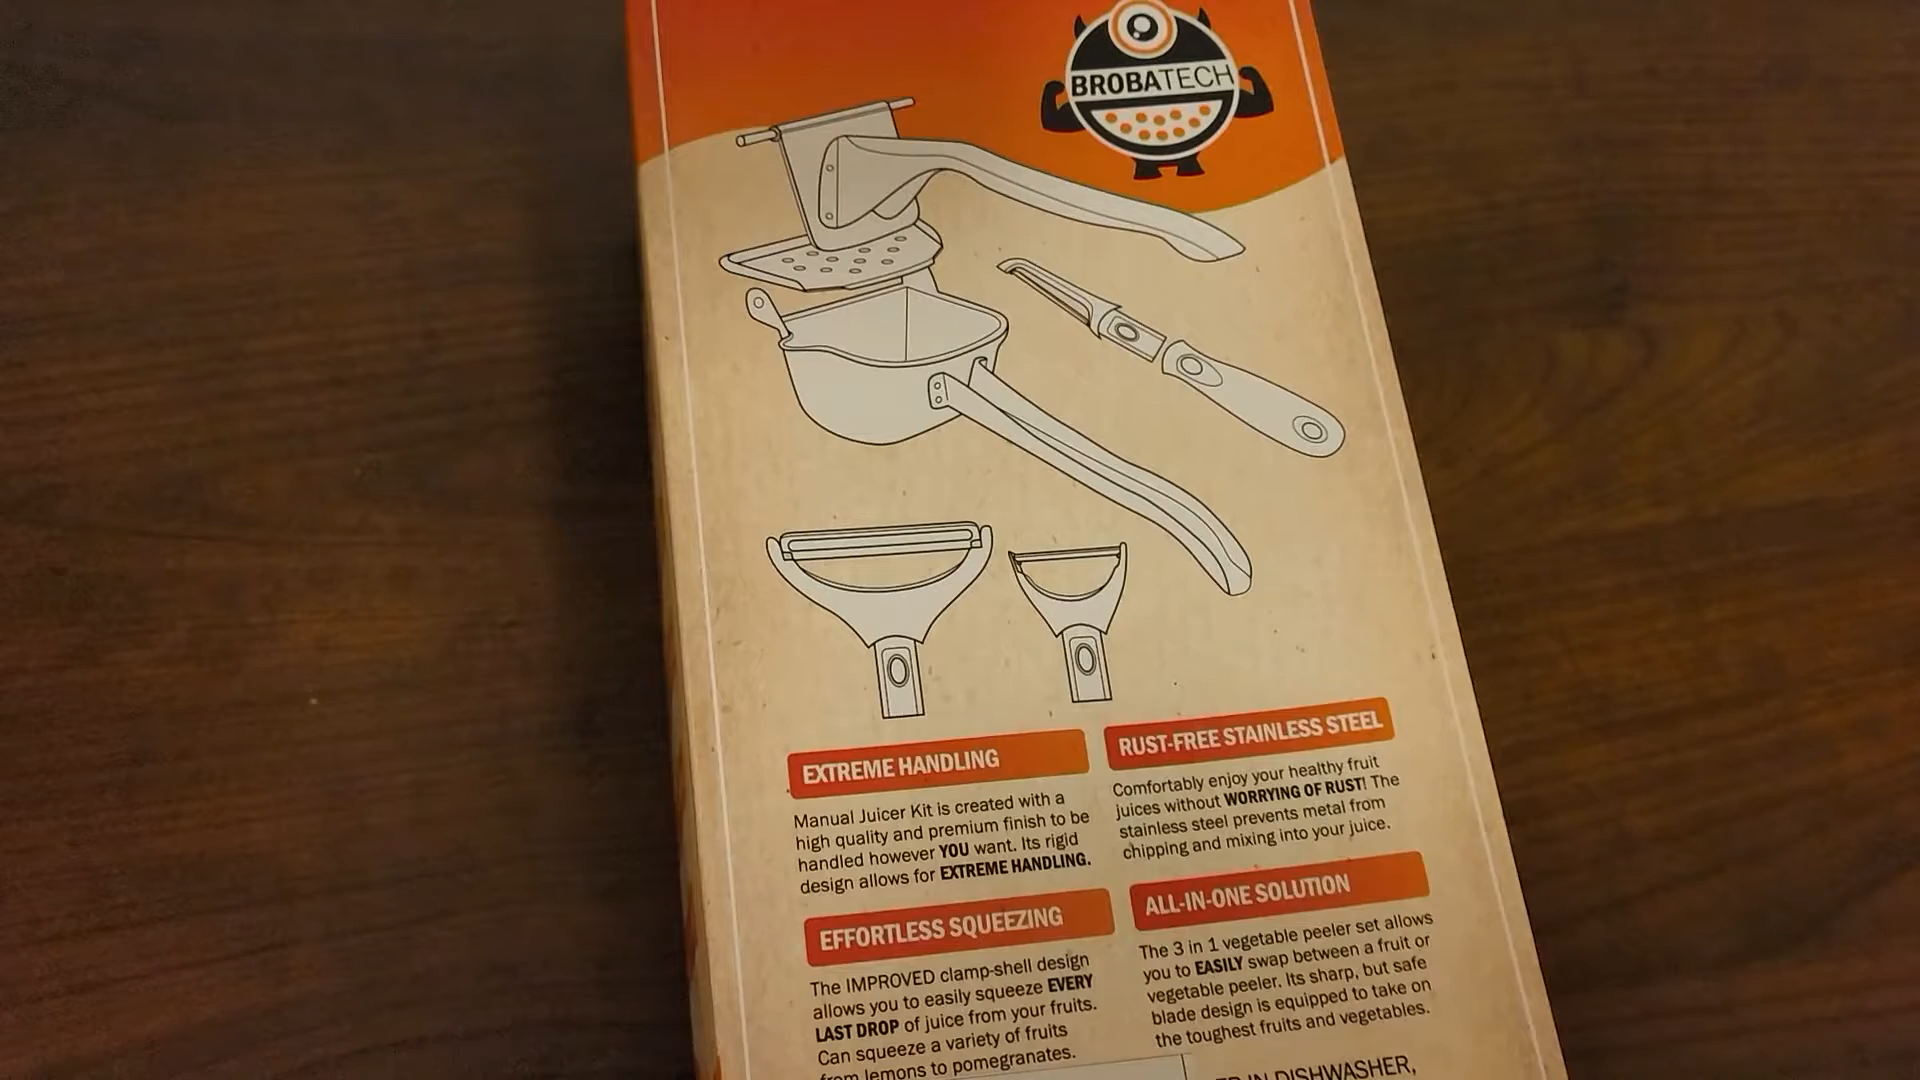 BROBATECH
EXTREME HANDLING
Manual Juicer Kit is created with a
high quality and premium finish to be
handled however YOU want. Its rigid
design allows for EXTREME HANDLING.
RUST-FREE STAINLESS STEEL
Comfortably enjoy your healthy fruit
juices without WORRYING OF RUST! The
stainless steel prevents metal from
chipping and mixing into your juice.
EFFORTLESS SQUEEZING
The IMPROVED clamp-shell design
allows you to easily squeeze EVERY
LAST DROP of juice from your fruits.
Can squeeze a variety of fruits
from lemons to pomegranates.
ALL-IN-ONE SOLUTION
The 3 in 1 vegetable peeler set allows
you to EASILY swap between a fruit or
vegetable peeler. Its sharp, but safe
blade design is equipped to take on
the toughest fruits and vegetables.
IN DISHWASHER,